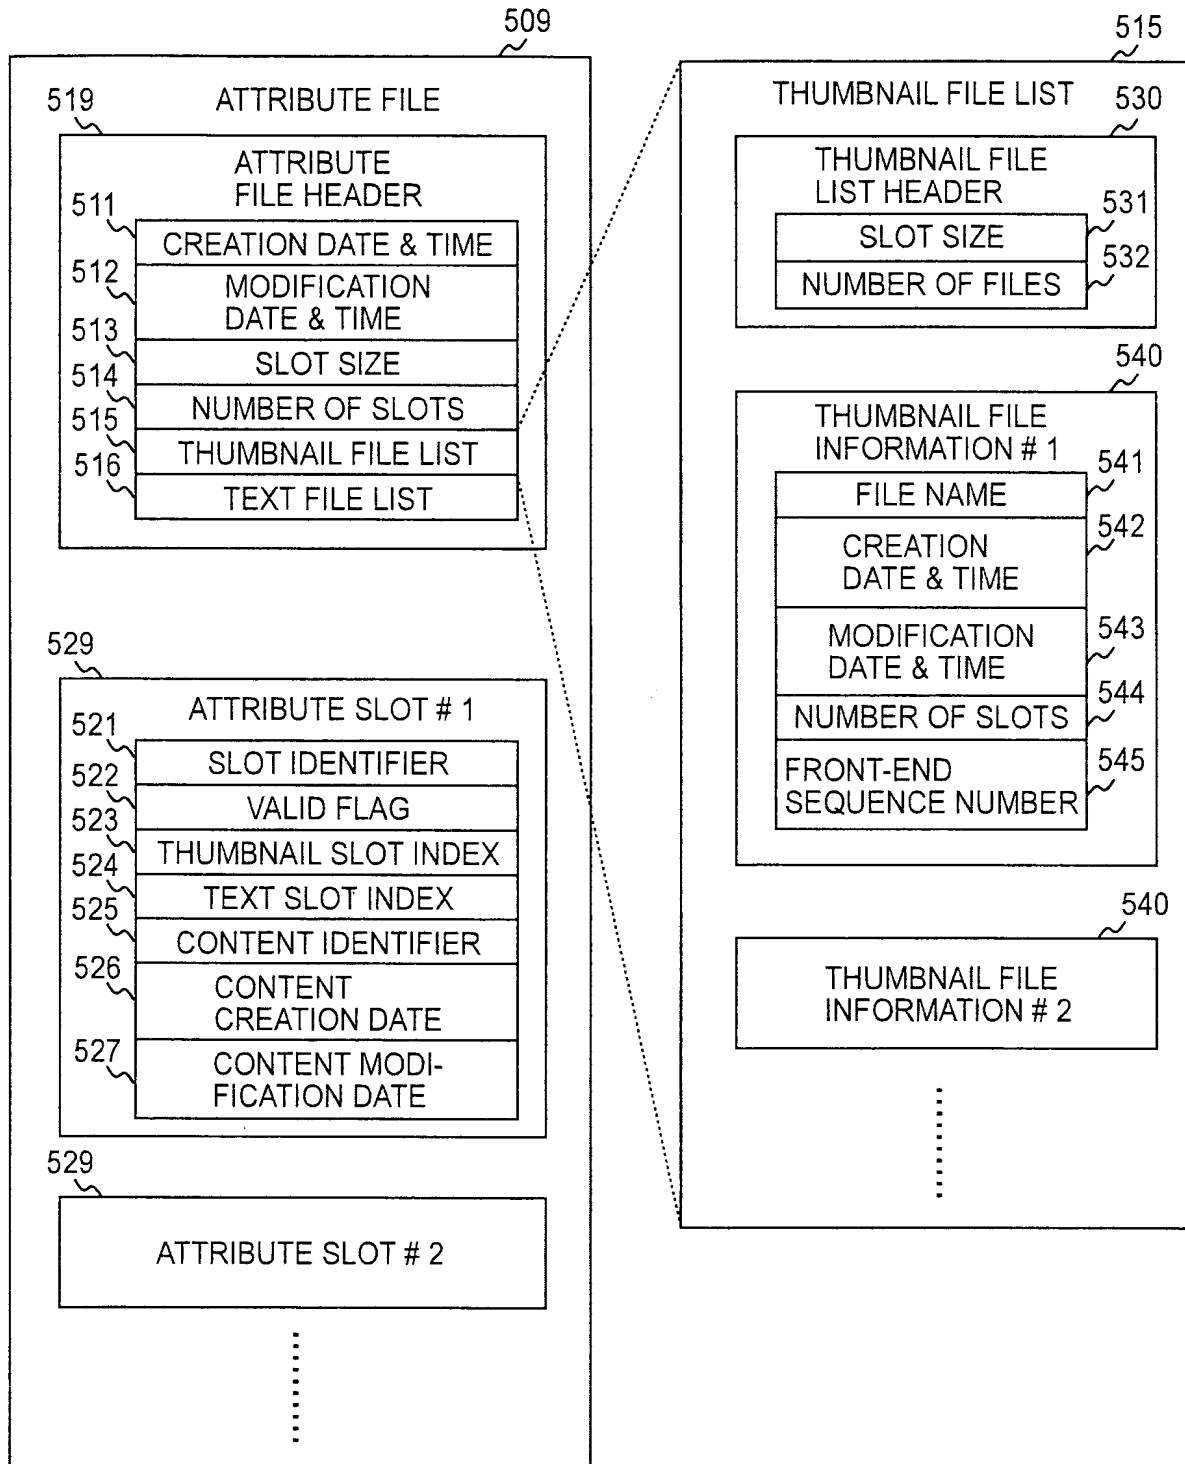 509
ATTRIBUTE FILE
519
ATTRIBUTE
FILE HEADER
511
CREATION DATE & TIME
512
MODIFICATION
DATE & TIME
513
SLOT SIZE
514
NUMBER OF SLOTS
515
THUMBNAIL FILE LIST
516
TEXT FILE LIST
529
ATTRIBUTE SLOT # 1
521
SLOT IDENTIFIER
522
VALID FLAG
523
THUMBNAIL SLOT INDEX
524
TEXT SLOT INDEX
525
CONTENT IDENTIFIER
526
CONTENT
CREATION DATE
527
CONTENT MODI-
FICATION DATE
529
ATTRIBUTE SLOT # 2
515
THUMBNAIL FILE LIST
530
THUMBNAIL FILE
LIST HEADER
531
SLOT SIZE
532
NUMBER OF FILES
540
THUMBNAIL FILE
INFORMATION # 1
541
FILE NAME
542
CREATION
DATE & TIME
543
MODIFICATION
DATE & TIME
544
NUMBER OF SLOTS
545
FRONT-END
SEQUENCE NUMBER
540
THUMBNAIL FILE
INFORMATION # 2